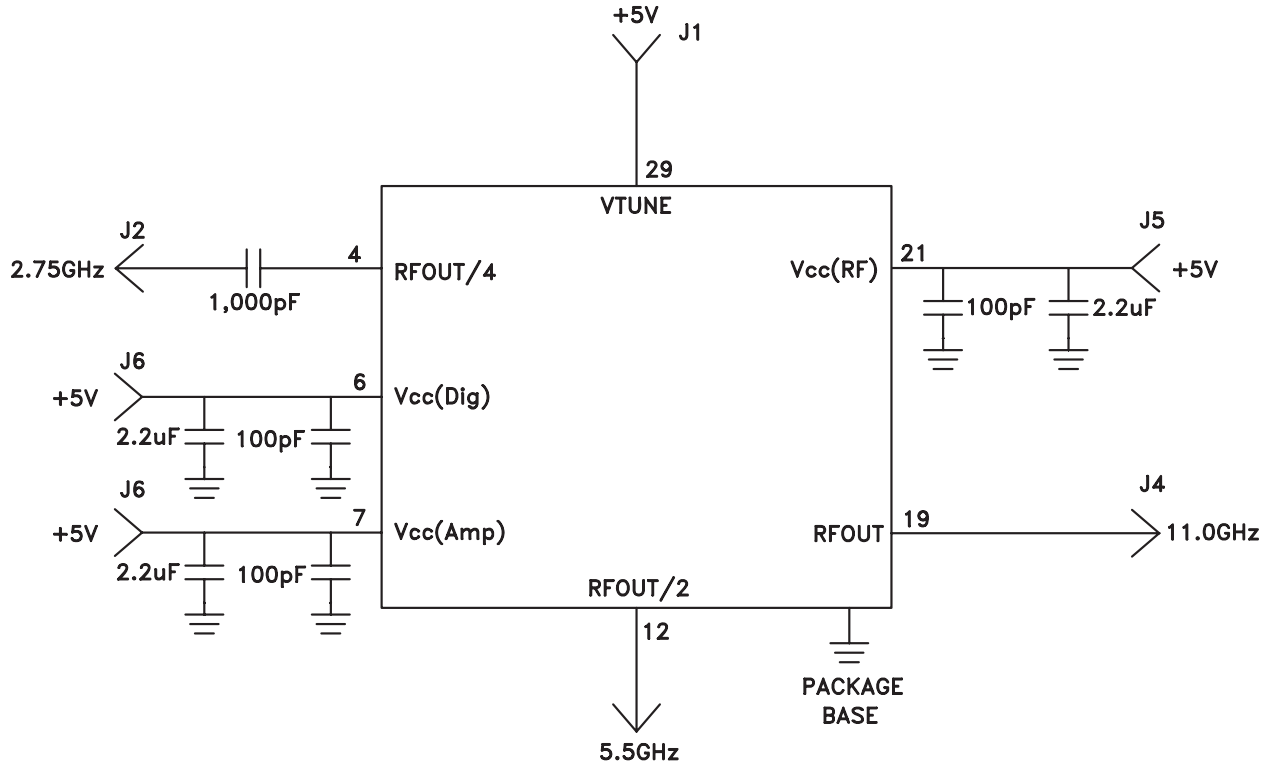 +5V
J1
29
VTUNE
J2
2.75GHz
1,000pF
4
RFOUT/4
Vcc(RF)
21
J5
+5V
100pF
2.2uF
J6
+5V
6
Vcc(Dig)
2.2uF
100pF
J6
+5V
7
Vcc(Amp)
2.2uF
100pF
RFOUT
19
J4
11.0GHz
RFOUT/2
12
5.5GHz
PACKAGE
BASE